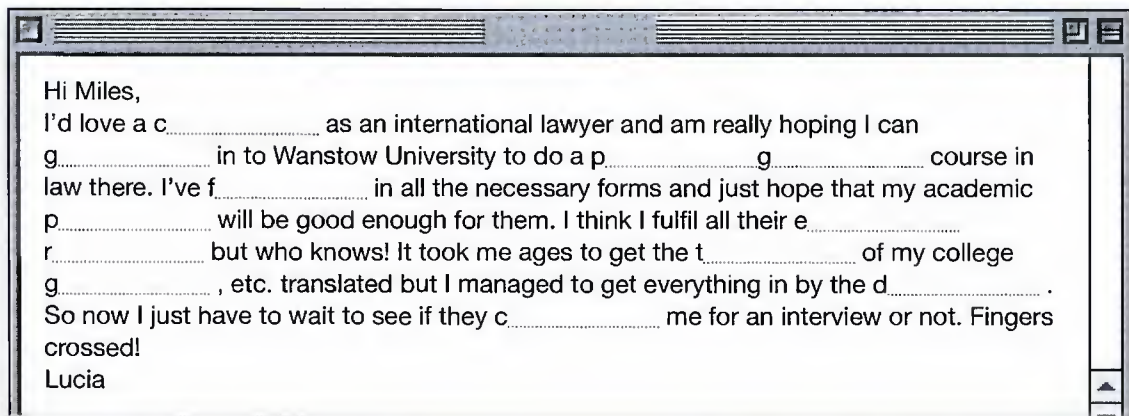 Hi Miles,
I'd love a c.................... as an international lawyer and am really hoping I can
g.................... in to Wanstow University to do a p....................g.................... course in
law there. I've f.................... in all the necessary forms and just hope that my academic
p.................... will be good enough for them. I think I fulfil all their e....................
r.................... but who knows! It took me ages to get the t.................... of my college
g.................... , etc. translated but I managed to get everything in by the d.................... .
So now I just have to wait to see if they c.................... me for an interview or not. Fingers
crossed!
Lucia